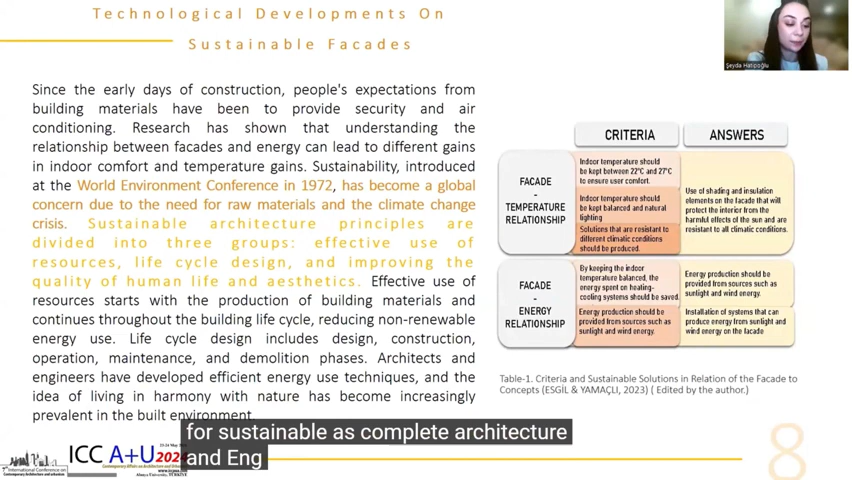 Technological Developments On
Sustainable Facades
Şeyda Hatipoğlu
Since the early days of construction, people's expectations from
building materials have been to provide security and air
conditioning. Research has shown that understanding the
relationship between facades and energy can lead to different gains
in indoor comfort and temperature gains. Sustainability, introduced
at the World Environment Conference in 1972, has become a global
concern due to the need for raw materials and the climate change
crisis. Sustainable architecture principles are
divided into three groups: effective use of
resources, life cycle design, and improving the
quality of human life and aesthetics. Effective use of
resources starts with the production of building materials and
continues throughout the building life cycle, reducing non-renewable
energy use. Life cycle design includes design, construction,
operation, maintenance, and demolition phases. Architects and
engineers have developed efficient energy use techniques, and the
idea of living in harmony with nature has become increasingly
prevalent in the built environment.
CRITERIA
ANSWERS
FACADE
-
TEMPERATURE
RELATIONSHIP
Indoor temperature should
be kept between 22°C and 27°C
to ensure user comfort.
Indoor temperature should
be kept balanced and natural
lighting
Solutions that are resistant to
different climatic conditions
should be produced.
Use of shading and insulation
elements on the facade that will
protect the interior from the
harmful effects of the sun and are
resistant to all climatic conditions.
FACADE
-
ENERGY
RELATIONSHIP
By keeping the indoor
temperature balanced, the
energy spent on heating-
cooling systems should be saved.
Energy production should be
provided from sources such as
sunlight and wind energy.
Energy production should be
provided from sources such as
sunlight and wind energy.
Installation of systems that can
produce energy from sunlight and
wind energy on the facade
Table-1. Criteria and Sustainable Solutions in Relation of the Facade to
Concepts (ESGİL & YAMAÇLI, 2023) ( Edited by the author.)
for sustainable as complete architecture
and Eng
ICC A+U 2024
8